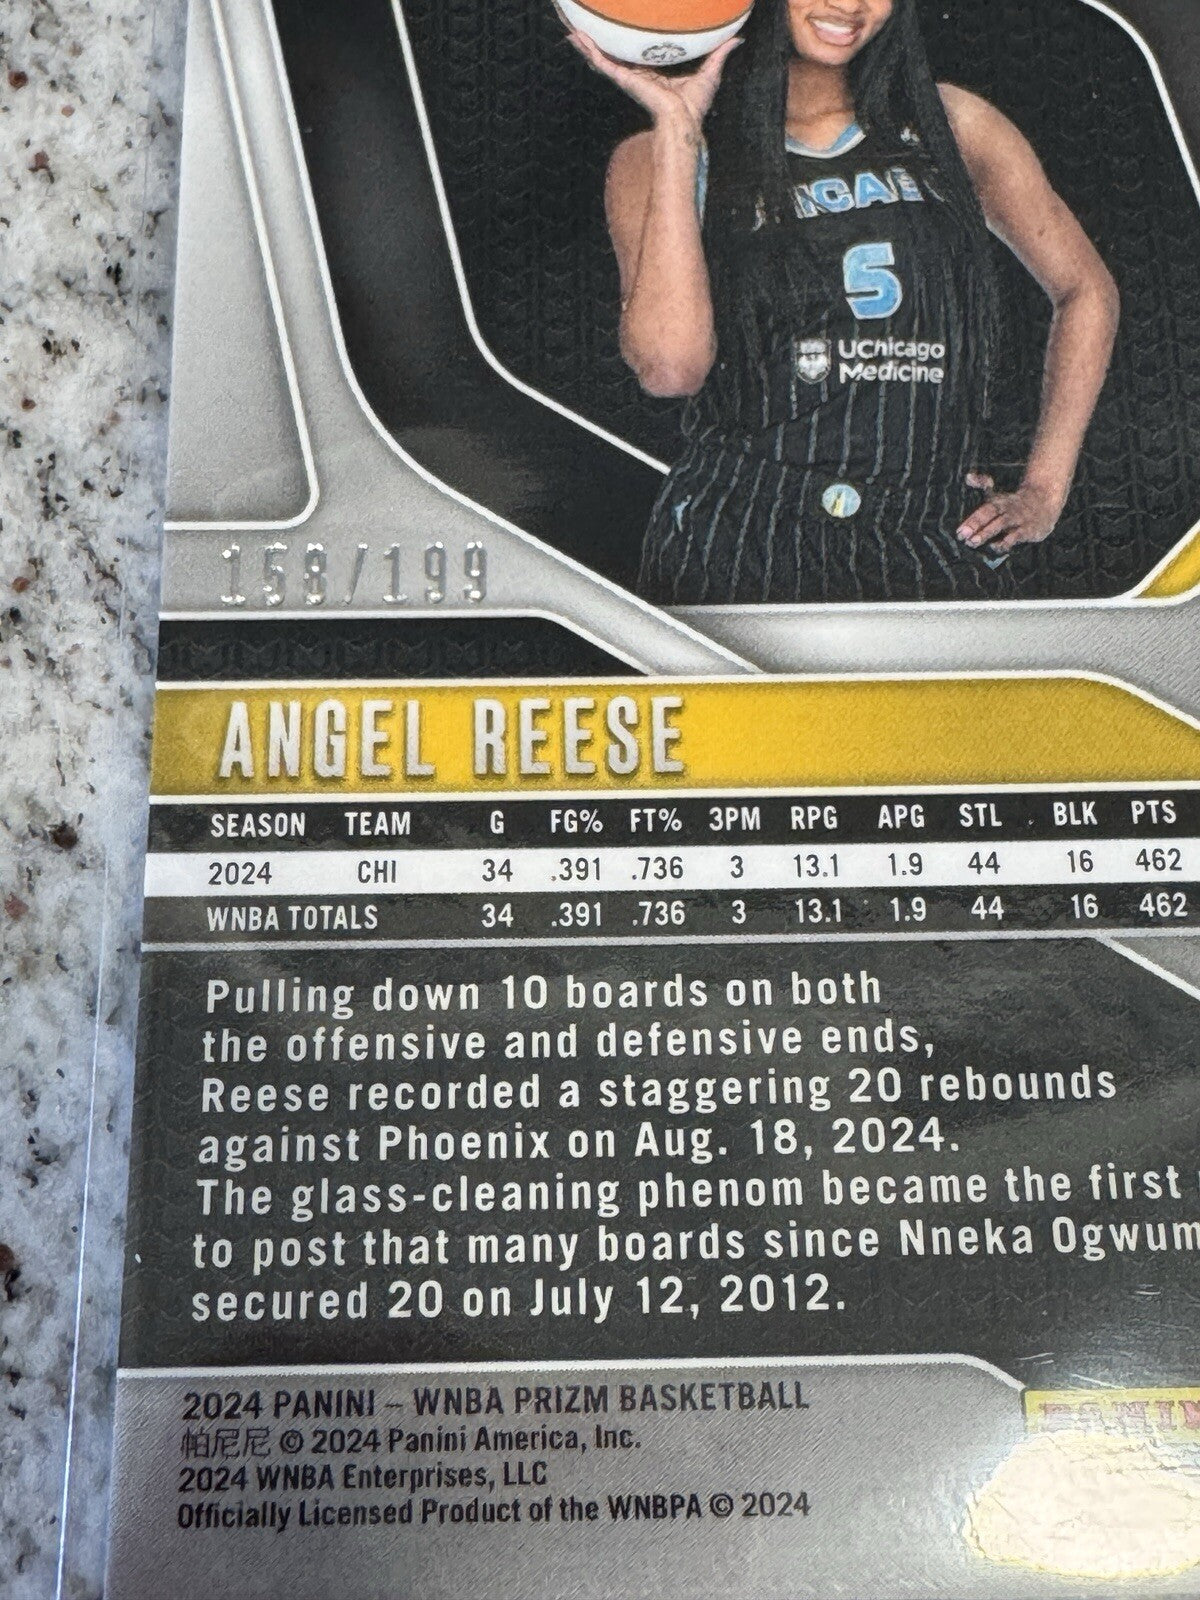 5
UChicago
Medicine
158/199
ANGEL REESE
SEASON TEAM G FG% FT% 3PM RPG APG STL BLK PTS
2024 CHI 34 .391 .736 3 13.1 1.9 44 16 462
WNBA TOTALS 34 .391 .736 3 13.1 1.9 44 16 462
Pulling down 10 boards on both
the offensive and defensive ends,
Reese recorded a staggering 20 rebounds
against Phoenix on Aug. 18, 2024.
The glass-cleaning phenom became the first
to post that many boards since Nneka Ogwum
secured 20 on July 12, 2012.
2024 PANINI – WNBA PRIZM BASKETBALL
帕尼尼 © 2024 Panini America, Inc.
2024 WNBA Enterprises, LLC
Officially Licensed Product of the WNBPA © 2024